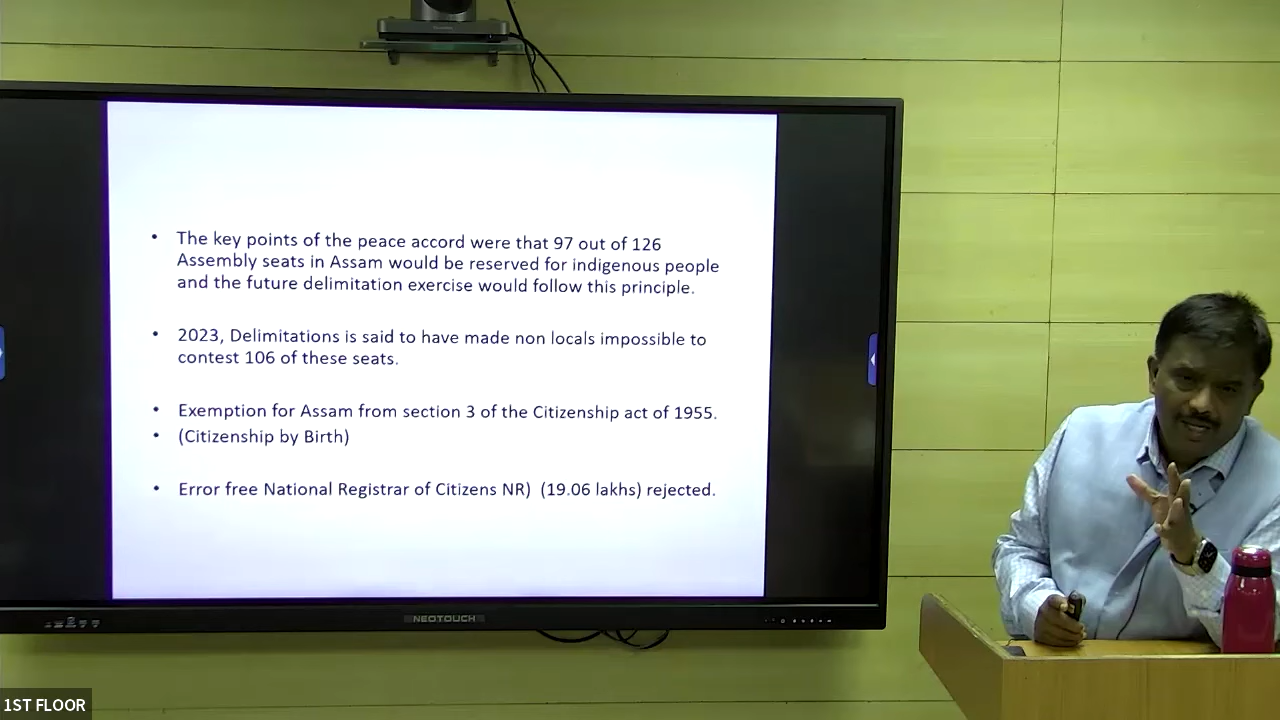 • The key points of the peace accord were that 97 out of 126
Assembly seats in Assam would be reserved for indigenous people
and the future delimitation exercise would follow this principle.
• 2023, Delimitations is said to have made non locals impossible to
contest 106 of these seats.
• Exemption for Assam from section 3 of the Citizenship act of 1955.
• (Citizenship by Birth)
• Error free National Registrar of Citizens NR) (19.06 lakhs) rejected.
NEOTOUCH
1ST FLOOR